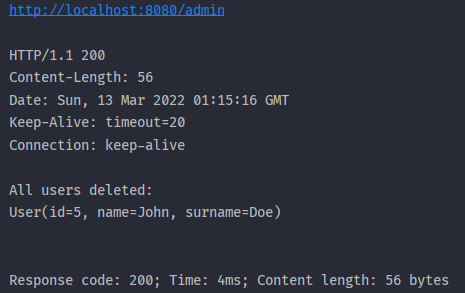 http://localhost:8080/admin
HTTP/1.1 200
Content-Length: 56
Date: Sun, 13 Mar 2022 01:15:16 GMT
Keep-Alive: timeout=20
Connection: keep-alive
All users deleted:
User(id=5, name=John, surname=Doe)
Response code: 200; Time: 4ms; Content length: 56 bytes